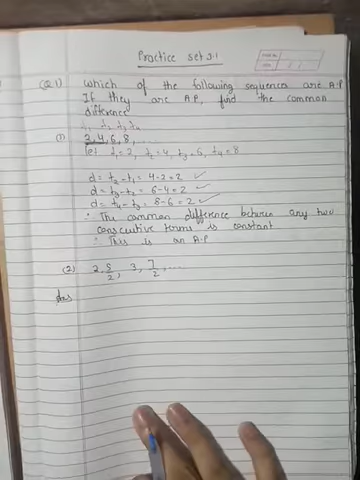 Practice set 3.1
(Q.1) Which of the following sequences are A.P
If they are A.P, find the common
difference
t₁ t₂ t₃ t₄
(1) 2, 4, 6, 8, ......
t₁ = 2, t₂ = 4, t₃ = 6, t₄ = 8
d = t₂ - t₁ = 4 - 2 = 2 ✓
d = t₃ - t₂ = 6 - 4 = 2 ✓
d = t₄ - t₃ = 8 - 6 = 2 ✓
∴ The common difference between any two
consecutive terms is constant
∴ This is an A.P
(2) 2, 5/2, 3, 7/2, ....